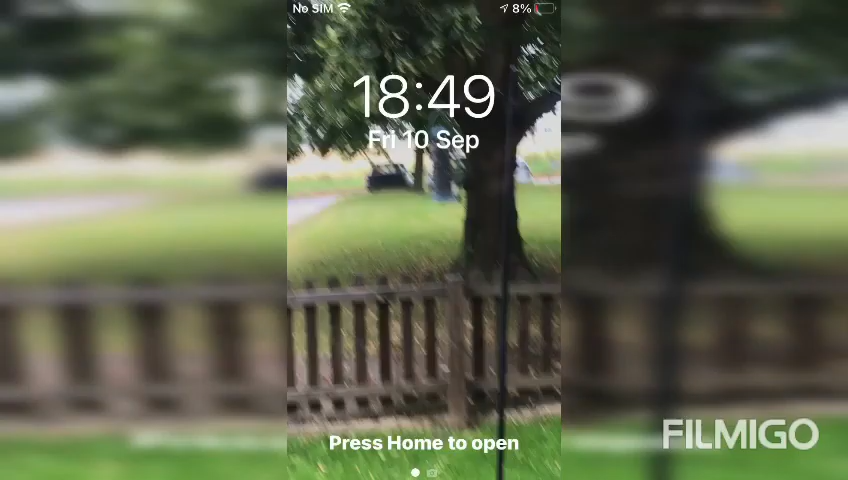 No SIM 8%
18:49
Fri 10 Sep
Press Home to open
FILMIGO